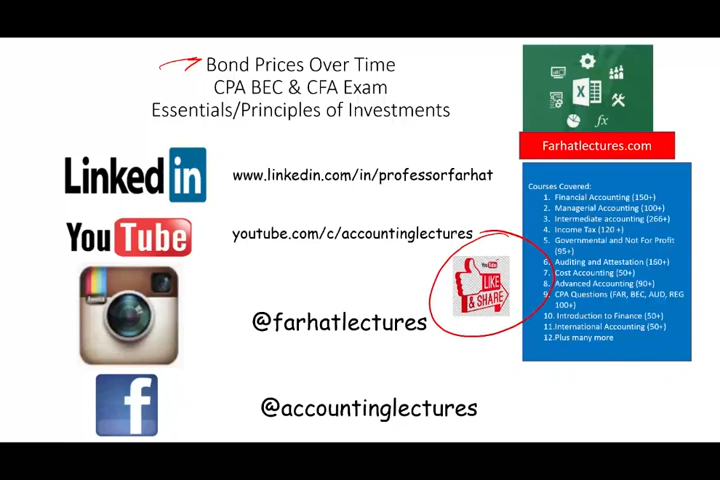 Bond Prices Over Time
CPA BEC & CFA Exam
Essentials/Principles of Investments
Linked in
www.linkedin.com/in/professorfarhat
YouTube
youtube.com/c/accountinglectures
You Tube
LIKE
& SHARE
@farhatlectures
f
@accountinglectures
X
fx
Farhatlectures.com
Courses Covered:
1. Financial Accounting (150+)
2. Managerial Accounting (100+)
3. Intermediate accounting (266+)
4. Income Tax (120 +)
5. Governmental and Not For Profit
(95+)
6. Auditing and Attestation (160+)
7. Cost Accounting (50+)
8. Advanced Accounting (90+)
9. CPA Questions (FAR, BEC, AUD, REG
100+)
10. Introduction to Finance (50+)
11.International Accounting (50+)
12.Plus many more